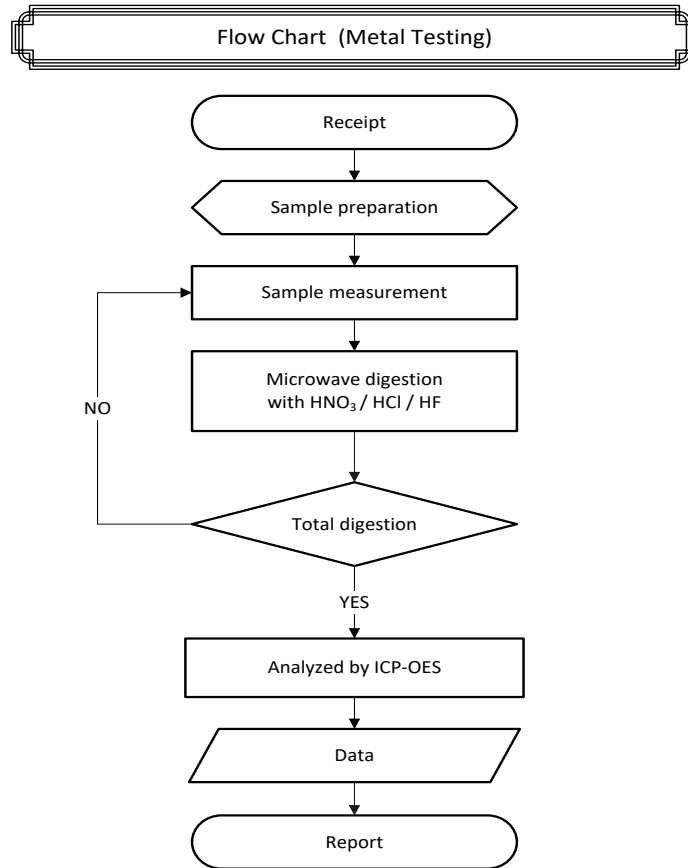 Flow Chart  (Metal Testing)
Receipt
Sample preparation
Sample measurement
Microwave digestion
with HNO₃ / HCl / HF
NO
Total digestion
YES
Analyzed by ICP-OES
Data
Report